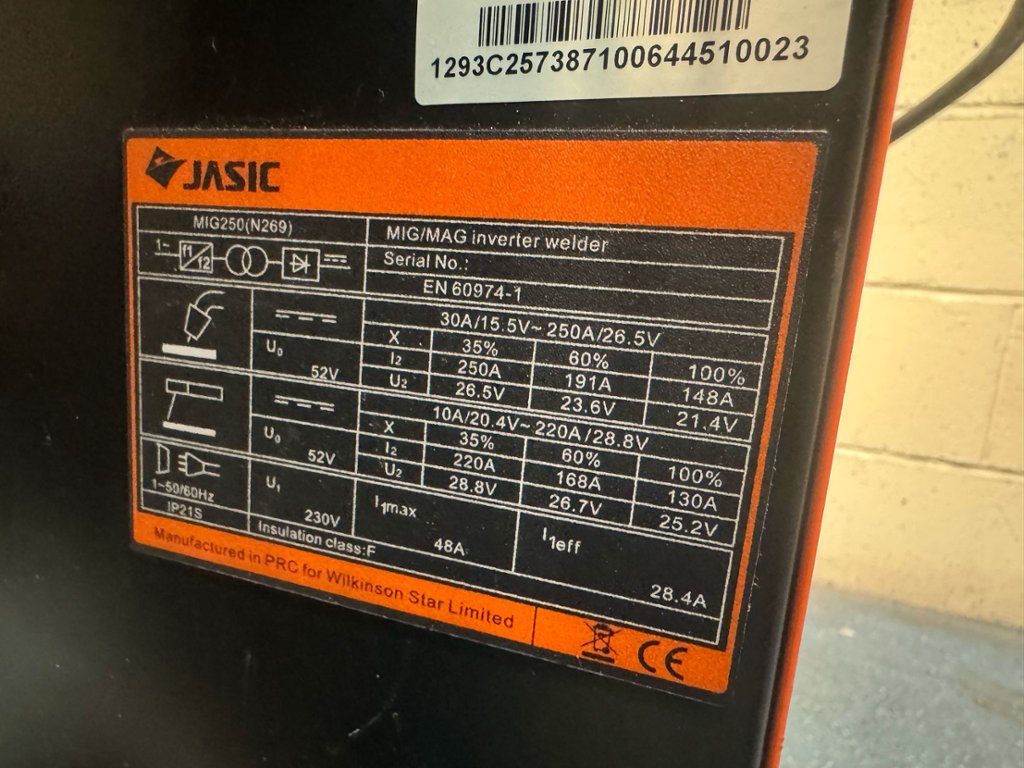 1293C257387100644510023
JASIC
MIG250(N269)
MIG/MAG inverter welder
1~ f1 f2
Serial No.:
EN 60974-1
30A/15.5V~ 250A/26.5V
X 35% 60% 100%
U₀ 52V
I₂ 250A 191A 148A
U₂ 26.5V 23.6V 21.4V
10A/20.4V~ 220A/28.8V
X 35% 60% 100%
U₀ 52V
I₂ 220A 168A 130A
U₂ 28.8V 26.7V 25.2V
1~50/60Hz
U₁ 230V
I₁max 48A
I₁eff 28.4A
IP21S
Insulation class:F
Manufactured in PRC for Wilkinson Star Limited
CE